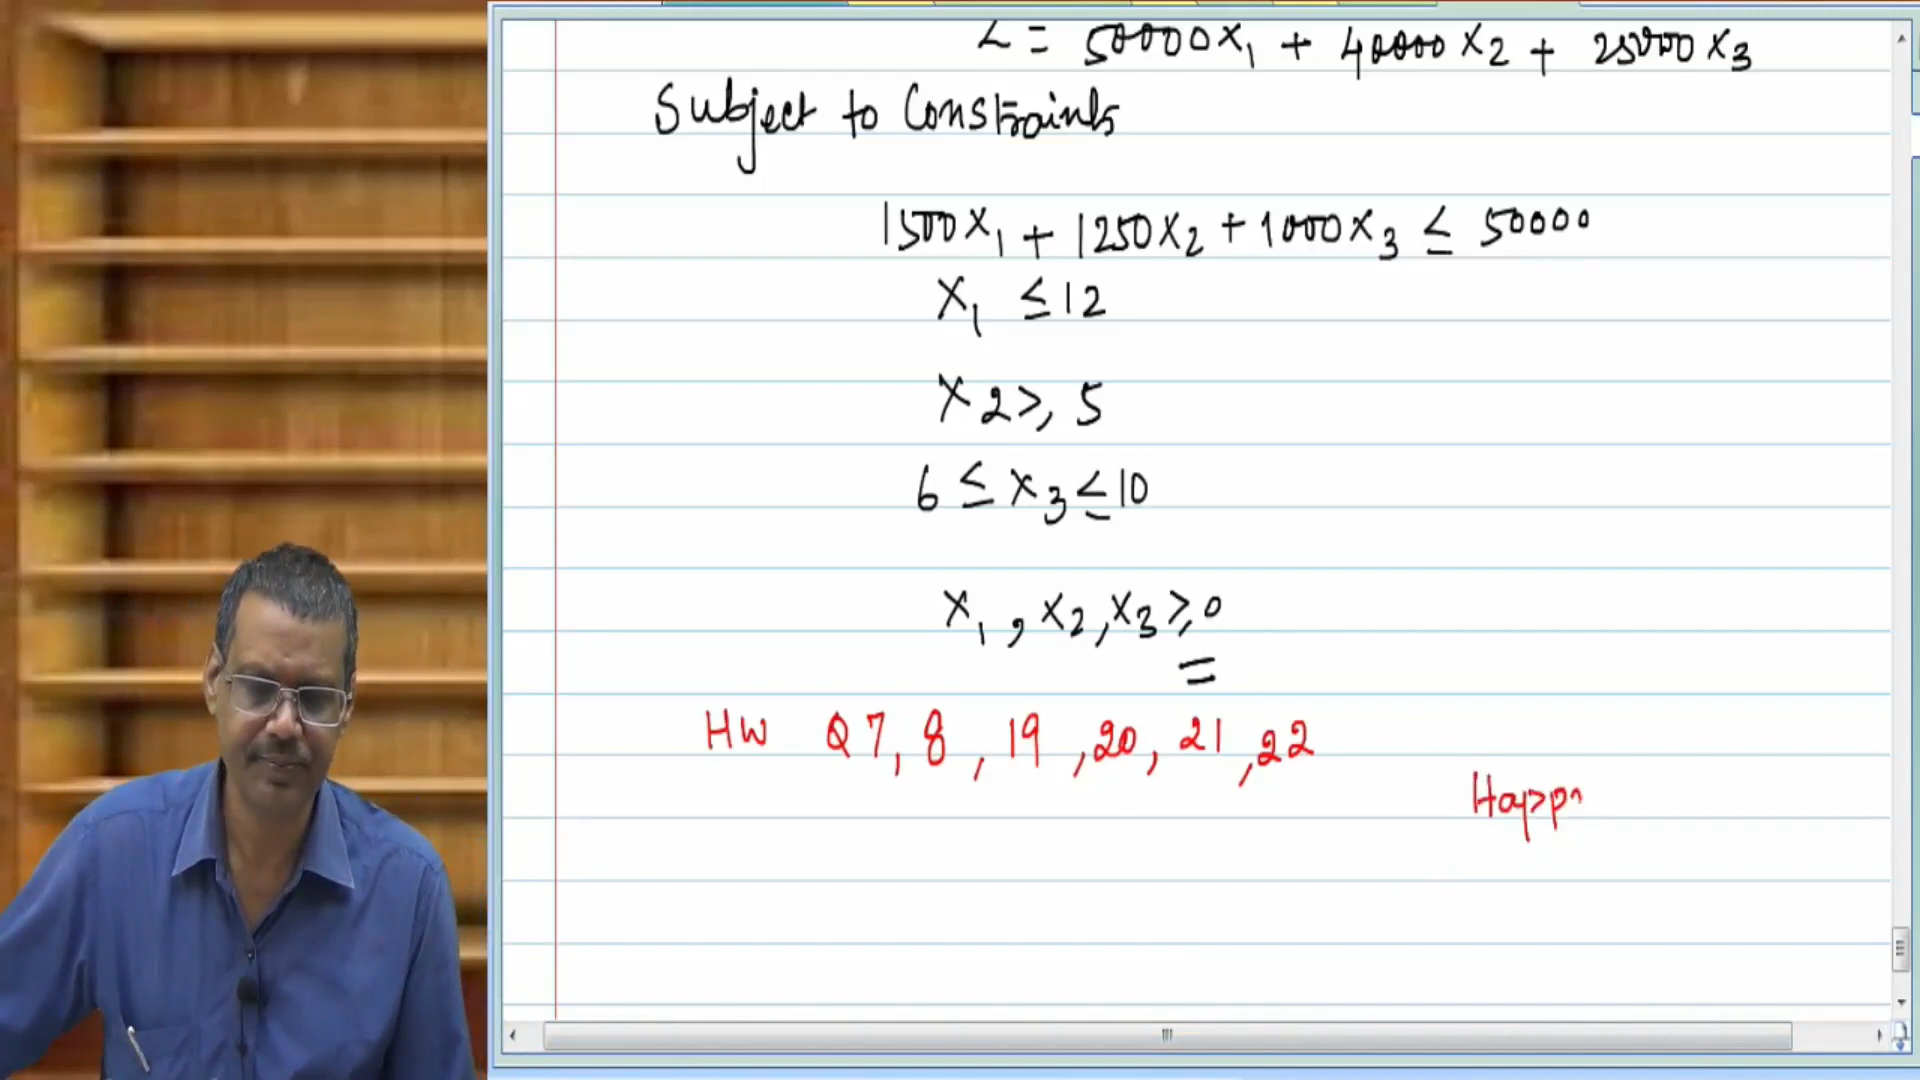 Z = 50000x₁ + 40000x₂ + 25000x₃
Subject to Constraints
1500x₁ + 1250x₂ + 1000x₃ ≤ 50000
x₁ ≤ 12
x₂ ≥ 5
6 ≤ x₃ ≤ 10
x₁, x₂, x₃ ≥ 0
HW Q 7, 8, 19, 20, 21, 22